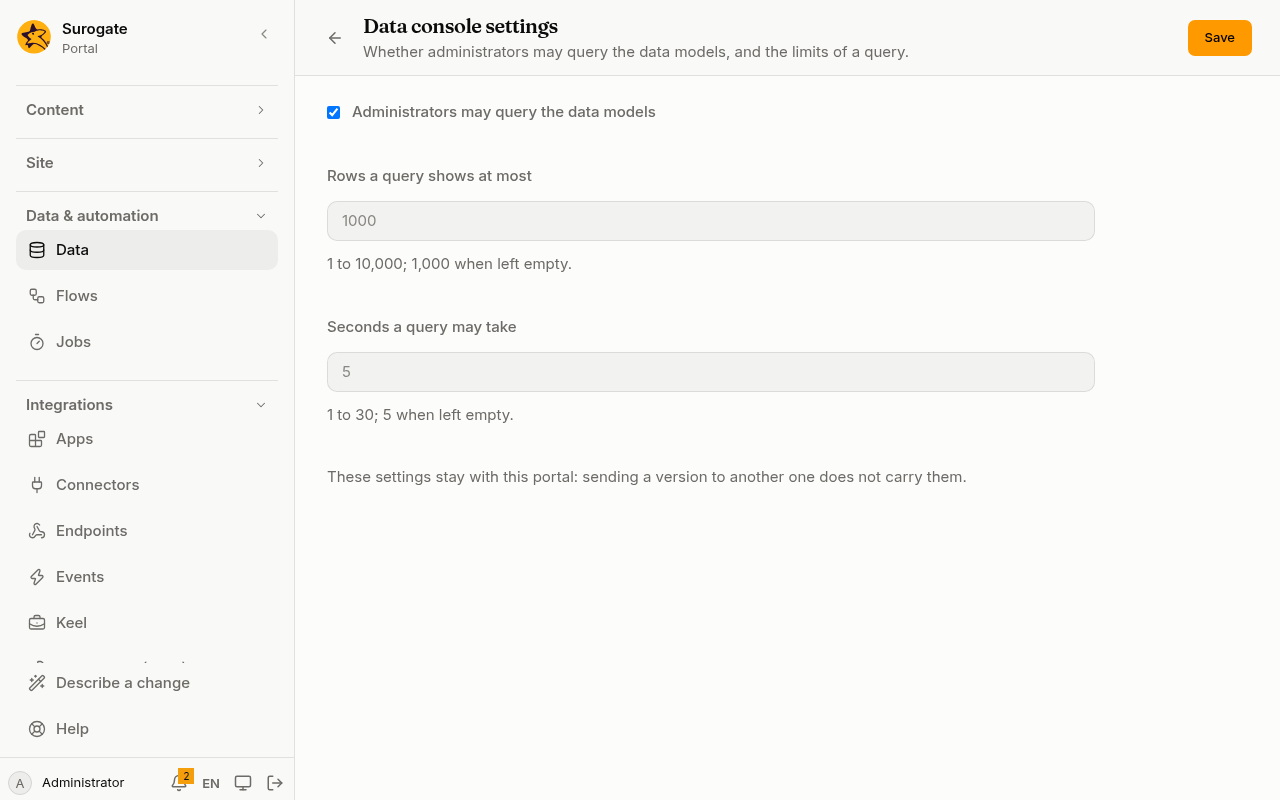 Surogate
Portal
Content
Site
Data & automation
Data
Flows
Jobs
Integrations
Apps
Connectors
Endpoints
Events
Keel
Describe a change
Help
A
Administrator
2
EN
Data console settings
Whether administrators may query the data models, and the limits of a query.
Save
Administrators may query the data models
Rows a query shows at most
1000
1 to 10,000; 1,000 when left empty.
Seconds a query may take
5
1 to 30; 5 when left empty.
These settings stay with this portal: sending a version to another one does not carry them.